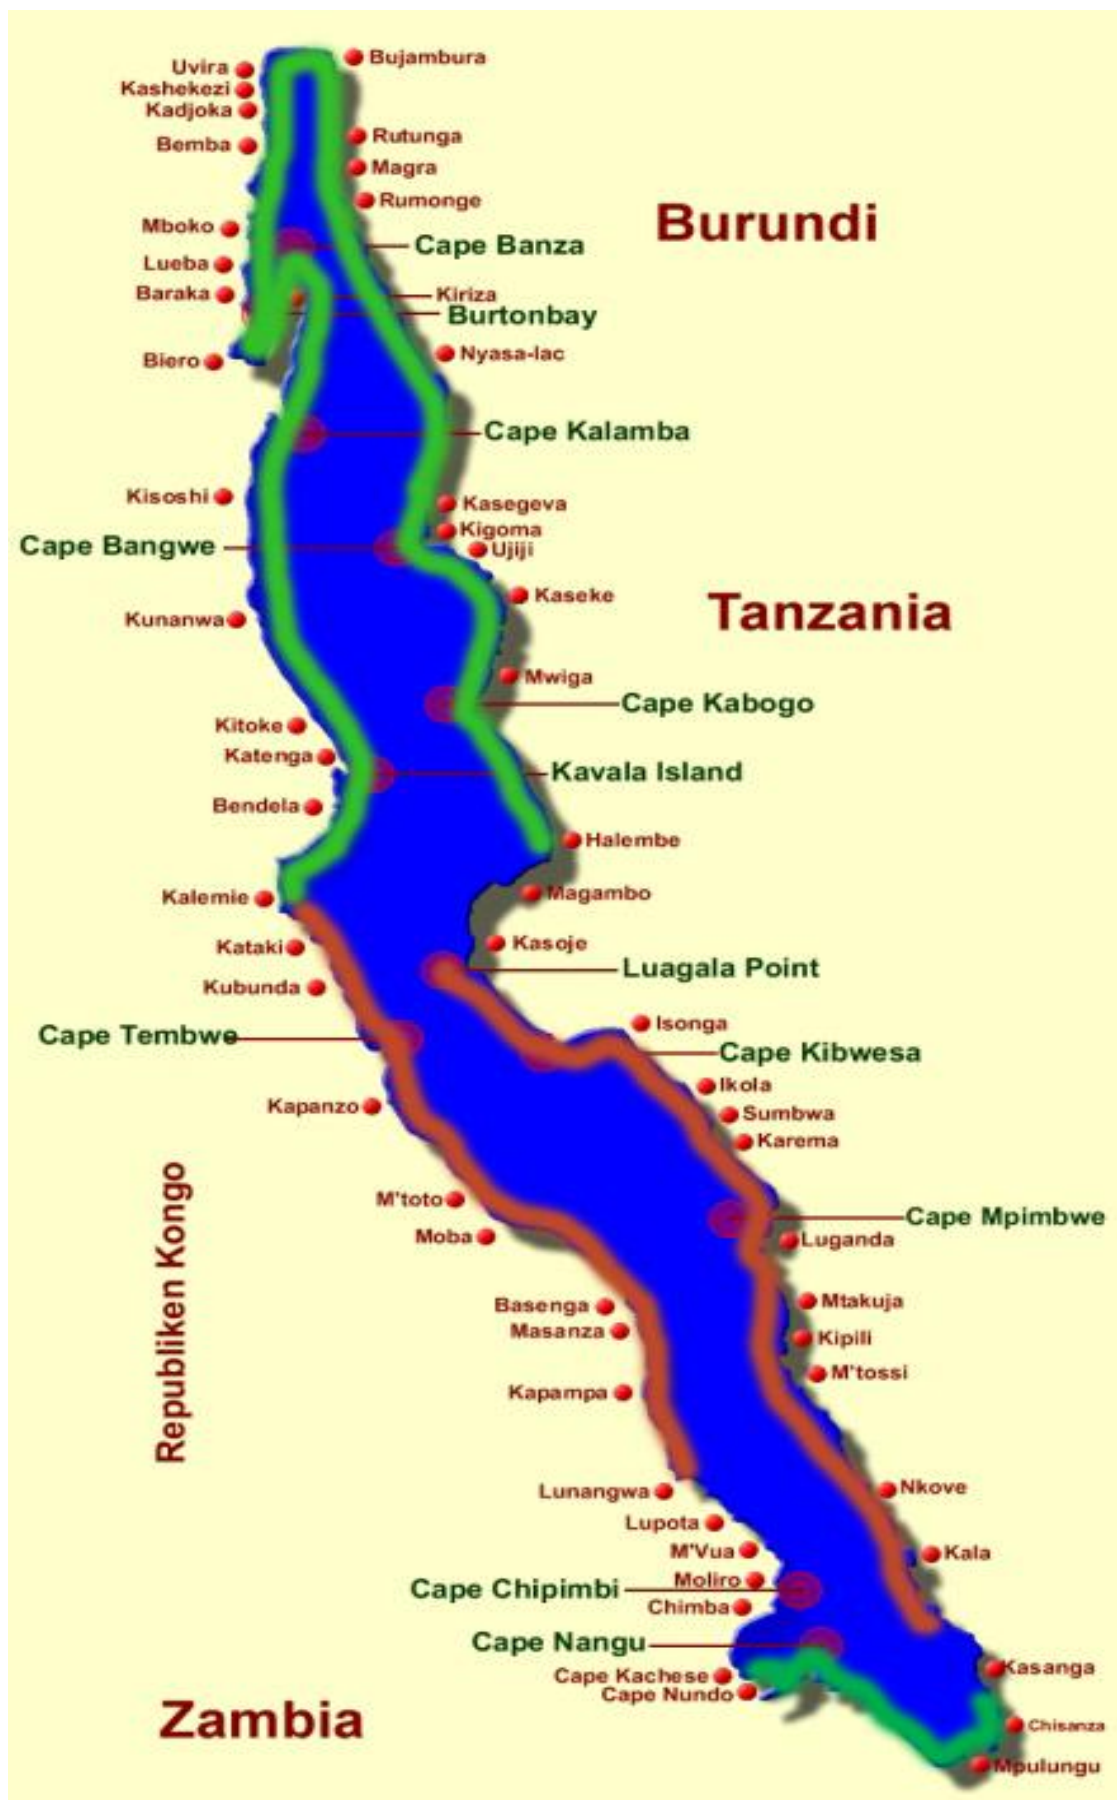 Uvira
Bujambura
Kashekezi
Kadjoka
Rutunga
Bemba
Magra
Rumonge
Burundi
Mboko
Cape Banza
Lueba
Baraka
Kiriza
Burtonbay
Nyasa-lac
Biero
Cape Kalamba
Kisoshi
Kasegeva
Kigoma
Cape Bangwe
Ujiji
Kaseke
Tanzania
Kunanwa
Mwiga
Cape Kabogo
Kitoke
Katenga
Kavala Island
Bendela
Halembe
Kalemie
Magambo
Kataki
Kasoje
Luagala Point
Kubunda
Isonga
Cape Tembwe
Cape Kibwesa
Ikola
Kapanzo
Sumbwa
Karema
Republiken Kongo
M'toto
Cape Mpimbwe
Moba
Luganda
Basenga
Mtakuja
Masanza
Kipili
M'tossi
Kapampa
Lunangwa
Nkove
Lupota
M'Vua
Kala
Moliro
Cape Chipimbi
Chimba
Cape Nangu
Kasanga
Cape Kachese
Cape Nundo
Zambia
Chisanza
Mpulungu